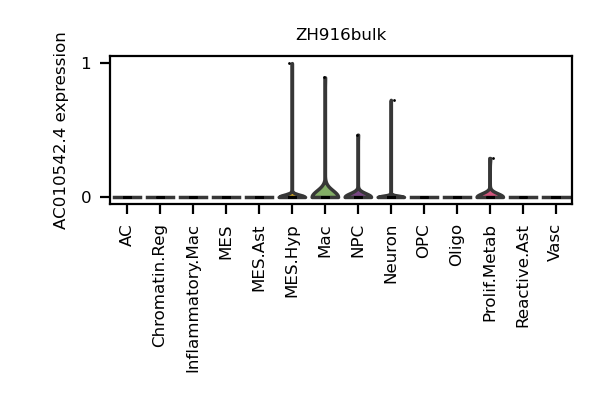 ZH916bulk
AC010542.4 expression
1
0
AC
Chromatin.Reg
Inflammatory.Mac
MES
MES.Ast
MES.Hyp
Mac
NPC
Neuron
OPC
Oligo
Prolif.Metab
Reactive.Ast
Vasc